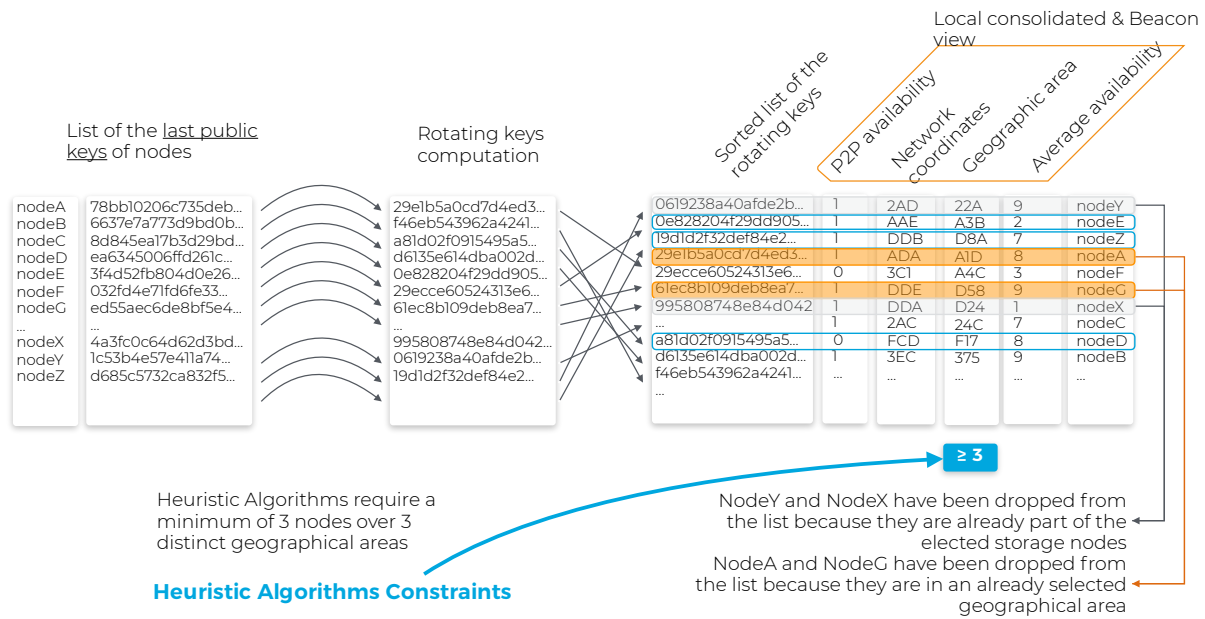 Local consolidated & Beacon
view
List of the last public
keys of nodes
Rotating keys
computation
Sorted list of the
rotating keys
P2P availability
Network
coordinates
Geographic area
Average availability
nodeA 78bb10206c735deb...
nodeB 6637e7a773d9bd0b...
nodeC 8d845ea17b3d29bd...
nodeD ea6345006ffd261c...
nodeE 3f4d52fb804d0e26...
nodeF 032fd4e71fd6fe33...
nodeG ed55aec6de8bf5e4...
... ...
nodeX 4a3fc0c64d62d3bd...
nodeY 1c53b4e57e411a74...
nodeZ d685c5732ca832f5...
29e1b5a0cd7d4ed3...
f46eb543962a4241...
a81d02f0915495a5...
d6135e614dba002d...
0e828204f29dd905...
29ecce60524313e6...
61ec8b109deb8ea7...
...
995808748e84d042...
0619238a40afde2b...
19d1d2f32def84e2...
0619238a40afde2b... 1 2AD 22A 9 nodeY
0e828204f29dd905... 1 AAE A3B 2 nodeE
19d1d2f32def84e2... 1 DDB D8A 7 nodeZ
29e1b5a0cd7d4ed3... 1 ADA A1D 8 nodeA
29ecce60524313e6... 0 3C1 A4C 3 nodeF
61ec8b109deb8ea7... 1 DDE D58 9 nodeG
995808748e84d042 1 DDA D24 1 nodeX
... 1 2AC 24C 7 nodeC
a81d02f0915495a5... 0 FCD F17 8 nodeD
d6135e614dba002d... 1 3EC 375 9 nodeB
f46eb543962a4241... ... ... ... ... ...
...
≥ 3
Heuristic Algorithms require a
minimum of 3 nodes over 3
distinct geographical areas
Heuristic Algorithms Constraints
NodeY and NodeX have been dropped from
the list because they are already part of the
elected storage nodes
NodeA and NodeG have been dropped from
the list because they are in an already selected
geographical area